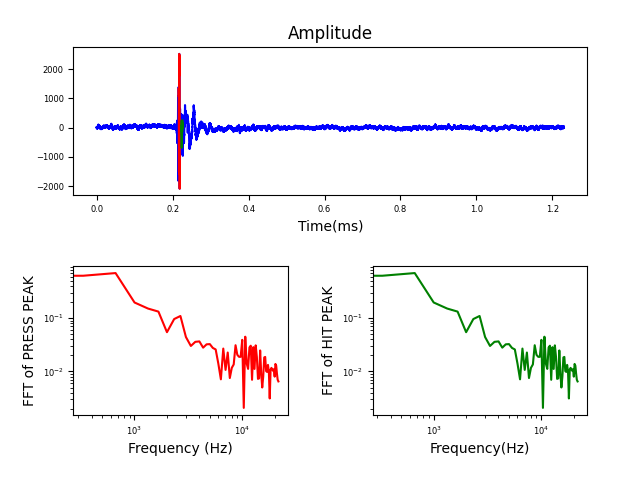 Amplitude
2000
1000
0
−1000
−2000
0.0 0.2 0.4 0.6 0.8 1.0 1.2
Time(ms)
FFT of PRESS PEAK
10⁻¹
10⁻²
10³ 10⁴
Frequency (Hz)
FFT of HIT PEAK
10⁻¹
10⁻²
10³ 10⁴
Frequency(Hz)